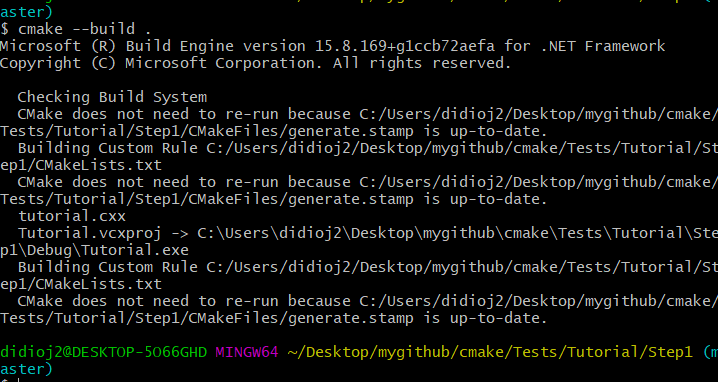 aster)
$ cmake --build .
Microsoft (R) Build Engine version 15.8.169+g1ccb72aefa for .NET Framework
Copyright (C) Microsoft Corporation. All rights reserved.
Checking Build System
CMake does not need to re-run because C:/Users/didioj2/Desktop/mygithub/cmake/
Tests/Tutorial/Step1/CMakeFiles/generate.stamp is up-to-date.
Building Custom Rule C:/Users/didioj2/Desktop/mygithub/cmake/Tests/Tutorial/St
ep1/CMakeLists.txt
CMake does not need to re-run because C:/Users/didioj2/Desktop/mygithub/cmake/
Tests/Tutorial/Step1/CMakeFiles/generate.stamp is up-to-date.
tutorial.cxx
Tutorial.vcxproj -> C:\Users\didioj2\Desktop\mygithub\cmake\Tests\Tutorial\Ste
p1\Debug\Tutorial.exe
Building Custom Rule C:/Users/didioj2/Desktop/mygithub/cmake/Tests/Tutorial/St
ep1/CMakeLists.txt
CMake does not need to re-run because C:/Users/didioj2/Desktop/mygithub/cmake/
Tests/Tutorial/Step1/CMakeFiles/generate.stamp is up-to-date.
didioj2@DESKTOP-5O66GHD MINGW64 ~/Desktop/mygithub/cmake/Tests/Tutorial/Step1 (m
aster)
$